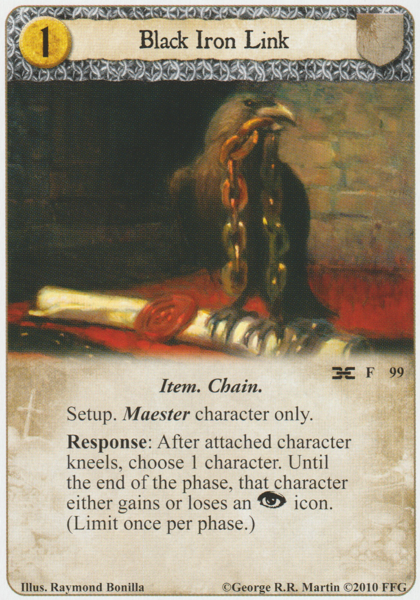 1
Black Iron Link
F 99
Item. Chain.
Setup. Maester character only.
Response: After attached character
kneels, choose 1 character. Until
the end of the phase, that character
either gains or loses an icon.
(Limit once per phase.)
Illus. Raymond Bonilla ©George R.R. Martin ©2010 FFG